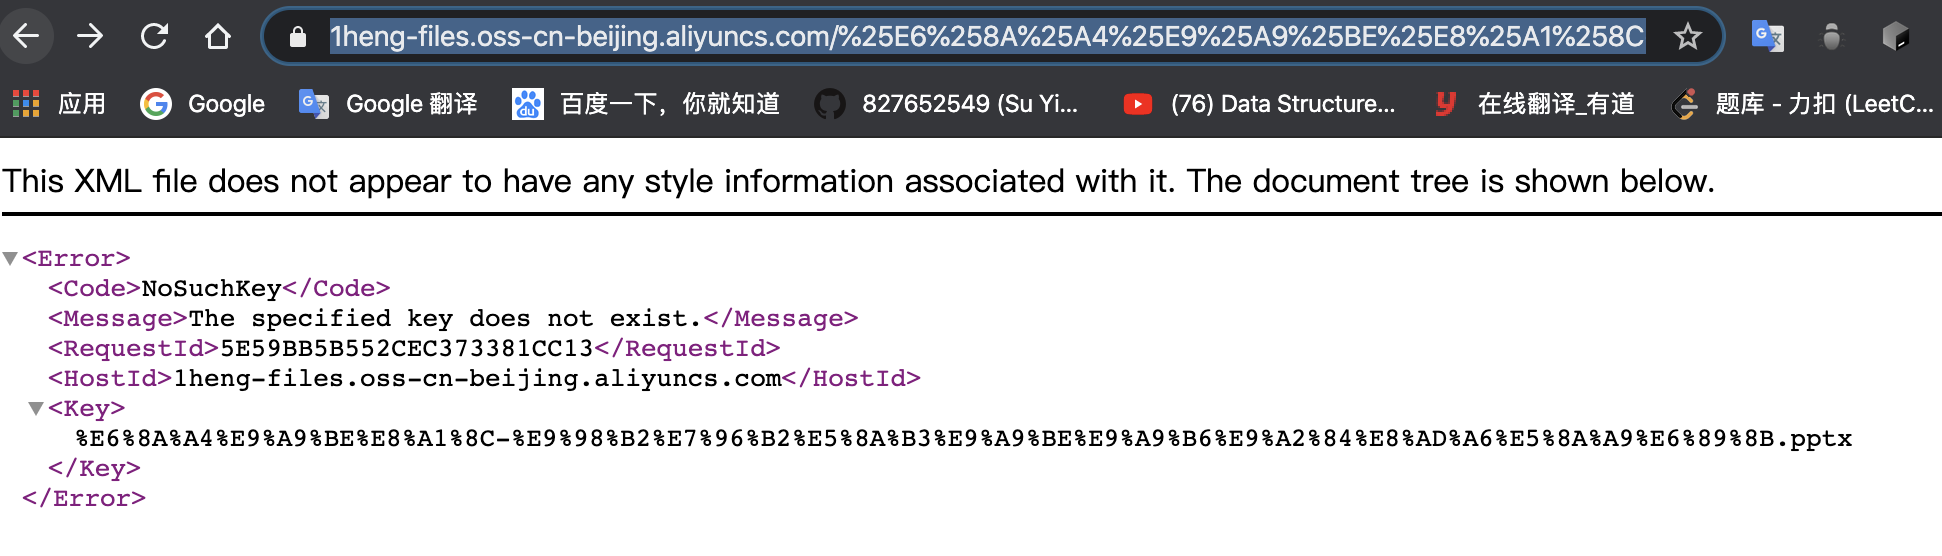 1heng-files.oss-cn-beijing.aliyuncs.com/%25E6%258A%25A4%25E9%25A9%25BE%25E8%25A1%258C
应用 Google Google 翻译 百度一下，你就知道 827652549 (Su Yi... (76) Data Structure... 在线翻译_有道 题库 - 力扣 (LeetC...
This XML file does not appear to have any style information associated with it. The document tree is shown below.
<Error>
<Code>NoSuchKey</Code>
<Message>The specified key does not exist.</Message>
<RequestId>5E59BB5B552CEC373381CC13</RequestId>
<HostId>1heng-files.oss-cn-beijing.aliyuncs.com</HostId>
<Key>
%E6%8A%A4%E9%A9%BE%E8%A1%8C-%E9%98%B2%E7%96%B2%E5%8A%B3%E9%A9%BE%E9%A9%B6%E9%A2%84%E8%AD%A6%E5%8A%A9%E6%89%8B.pptx
</Key>
</Error>